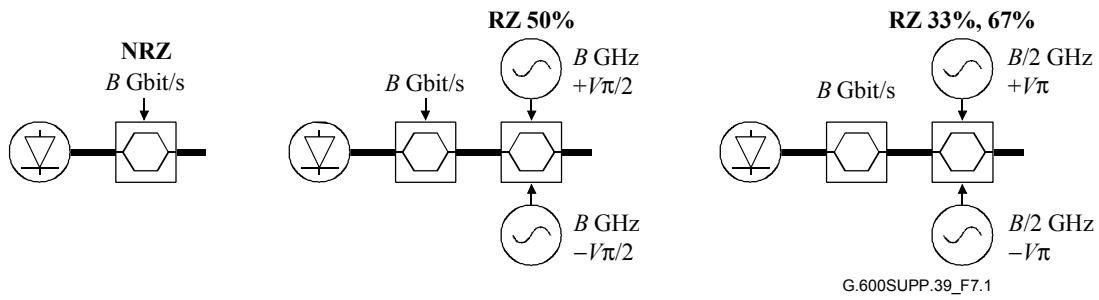 NRZ
B Gbit/s
RZ 50%
B Gbit/s
B GHz
+Vπ/2
B GHz
−Vπ/2
RZ 33%, 67%
B Gbit/s
B/2 GHz
+Vπ
B/2 GHz
−Vπ
G.600SUPP.39_F7.1